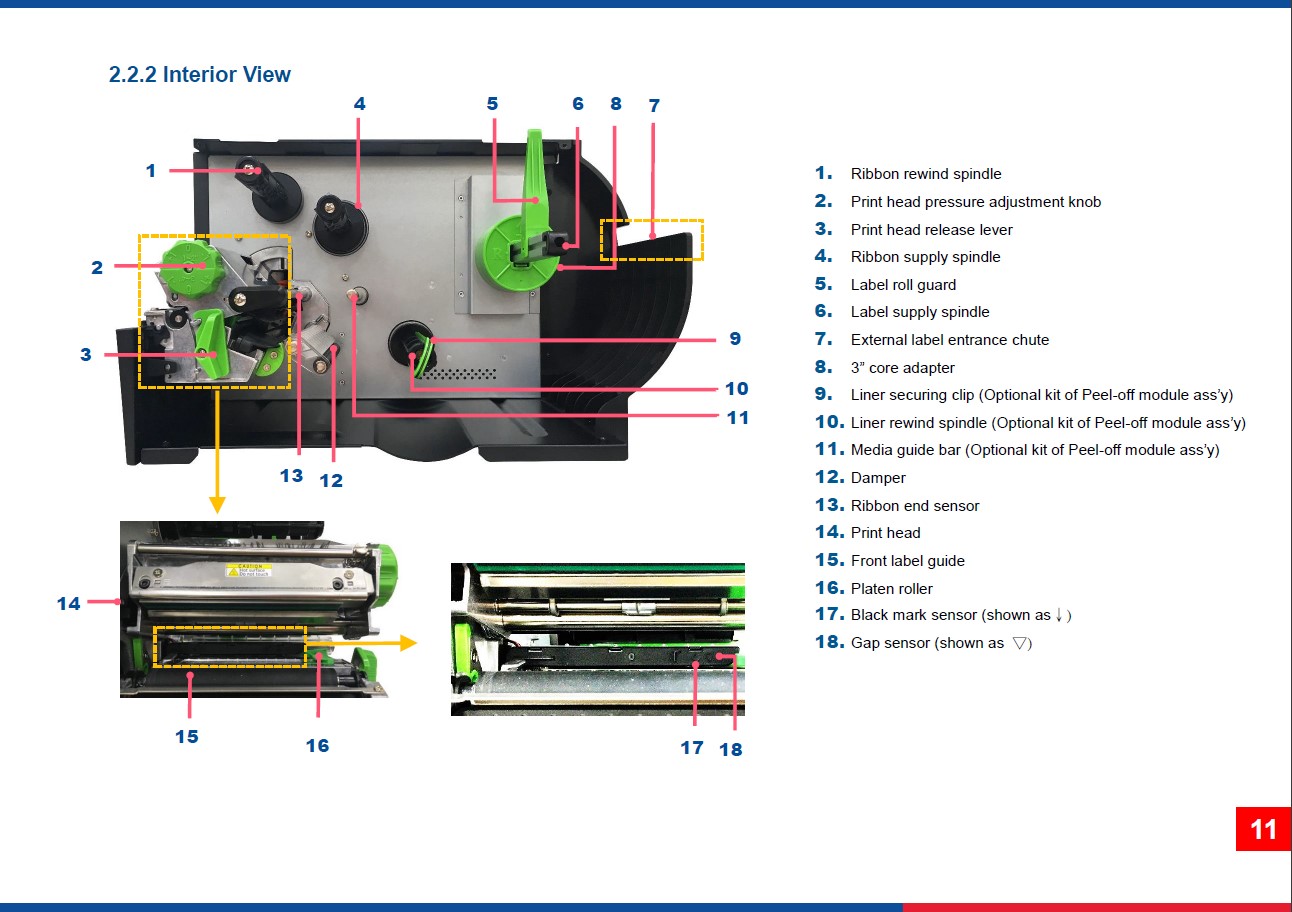 2.2.2 Interior View
4
5
6
8
7
1
2
3
9
10
11
13
12
CAUTION
Hot surface
Do not touch
14
15
16
17
18
1. Ribbon rewind spindle
2. Print head pressure adjustment knob
3. Print head release lever
4. Ribbon supply spindle
5. Label roll guard
6. Label supply spindle
7. External label entrance chute
8. 3” core adapter
9. Liner securing clip (Optional kit of Peel-off module ass’y)
10. Liner rewind spindle (Optional kit of Peel-off module ass’y)
11. Media guide bar (Optional kit of Peel-off module ass’y)
12. Damper
13. Ribbon end sensor
14. Print head
15. Front label guide
16. Platen roller
17. Black mark sensor (shown as ↓ )
18. Gap sensor (shown as ▽)
11